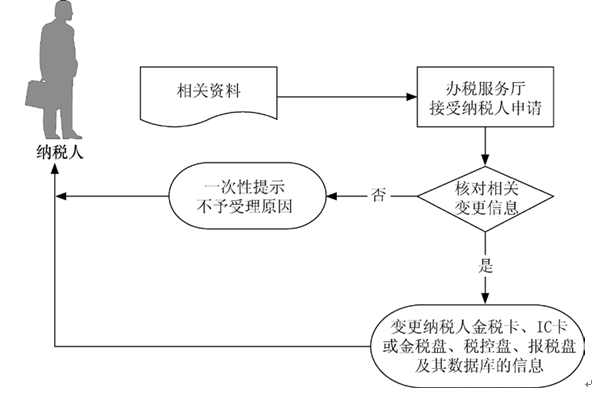 纳税人
相关资料
办税服务厅
接受纳税人申请
一次性提示
不予受理原因
否
核对相关
变更信息
是
变更纳税人金税卡、IC卡
或金税盘、税控盘、报税盘
及其数据库的信息